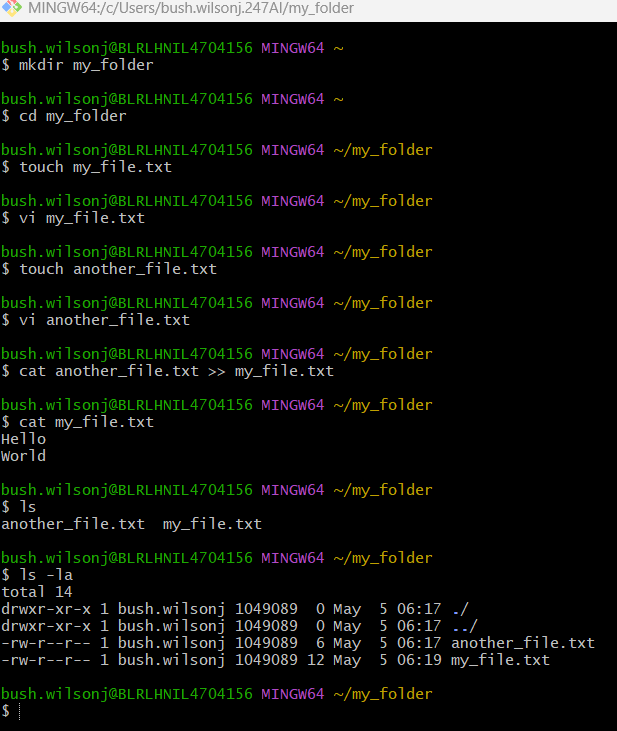 MINGW64:/c/Users/bush.wilsonj.247AI/my_folder
bush.wilsonj@BLRLHNIL4704156 MINGW64 ~
$ mkdir my_folder
bush.wilsonj@BLRLHNIL4704156 MINGW64 ~
$ cd my_folder
bush.wilsonj@BLRLHNIL4704156 MINGW64 ~/my_folder
$ touch my_file.txt
bush.wilsonj@BLRLHNIL4704156 MINGW64 ~/my_folder
$ vi my_file.txt
bush.wilsonj@BLRLHNIL4704156 MINGW64 ~/my_folder
$ touch another_file.txt
bush.wilsonj@BLRLHNIL4704156 MINGW64 ~/my_folder
$ vi another_file.txt
bush.wilsonj@BLRLHNIL4704156 MINGW64 ~/my_folder
$ cat another_file.txt >> my_file.txt
bush.wilsonj@BLRLHNIL4704156 MINGW64 ~/my_folder
$ cat my_file.txt
Hello
World
bush.wilsonj@BLRLHNIL4704156 MINGW64 ~/my_folder
$ ls
another_file.txt  my_file.txt
bush.wilsonj@BLRLHNIL4704156 MINGW64 ~/my_folder
$ ls -la
total 14
drwxr-xr-x 1 bush.wilsonj 1049089  0 May  5 06:17 ./
drwxr-xr-x 1 bush.wilsonj 1049089  0 May  5 06:17 ../
-rw-r--r-- 1 bush.wilsonj 1049089  6 May  5 06:17 another_file.txt
-rw-r--r-- 1 bush.wilsonj 1049089 12 May  5 06:19 my_file.txt
bush.wilsonj@BLRLHNIL4704156 MINGW64 ~/my_folder
$